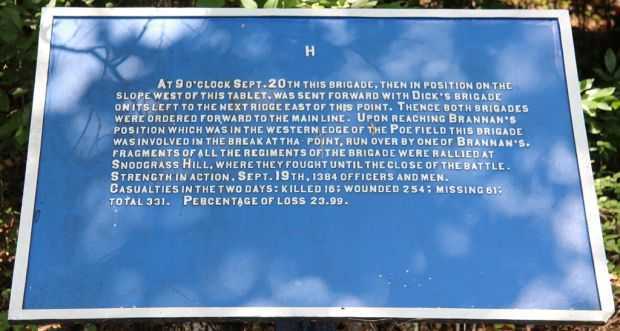 H
At 9 o'clock Sept. 20th this brigade, then in position on the
slope west of this tablet, was sent forward with Dick's brigade
on its left to the next ridge east of this point. Thence both brigades
were ordered forward to the main line. Upon reaching Brannan's
position which was in the western edge of the Poe field this brigade
was involved in the break at tha point, run over by one of Brannan's.
Fragments of all the regiments of the brigade were rallied at
Snodgrass Hill, where they fought until the close of the battle.
Strength in action, Sept. 19th, 1384 officers and men.
Casualties in the two days: killed 16; wounded 254; missing 61;
total 331. Percentage of loss 23.99.